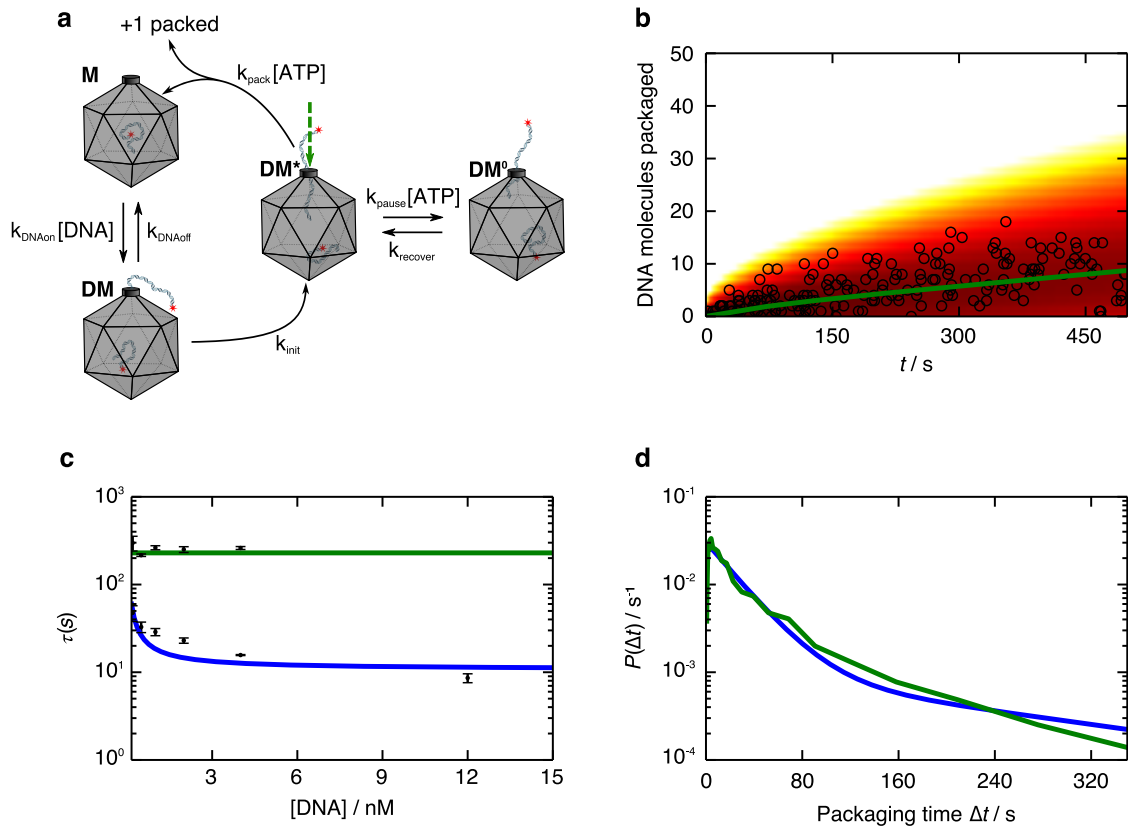 a
+1 packed
M
k_pack [ATP]
DM*
DM⁰
k_pause [ATP]
k_recover
k_DNAon [DNA]
k_DNAoff
DM
k_init
b
DNA molecules packaged
50
40
30
20
10
0
0 150 300 450
t / s
c
τ(s)
10³
10²
10¹
10⁰
3 6 9 12 15
[DNA] / nM
d
P(Δt) / s⁻¹
10⁻¹
10⁻²
10⁻³
10⁻⁴
0 80 160 240 320
Packaging time Δt / s